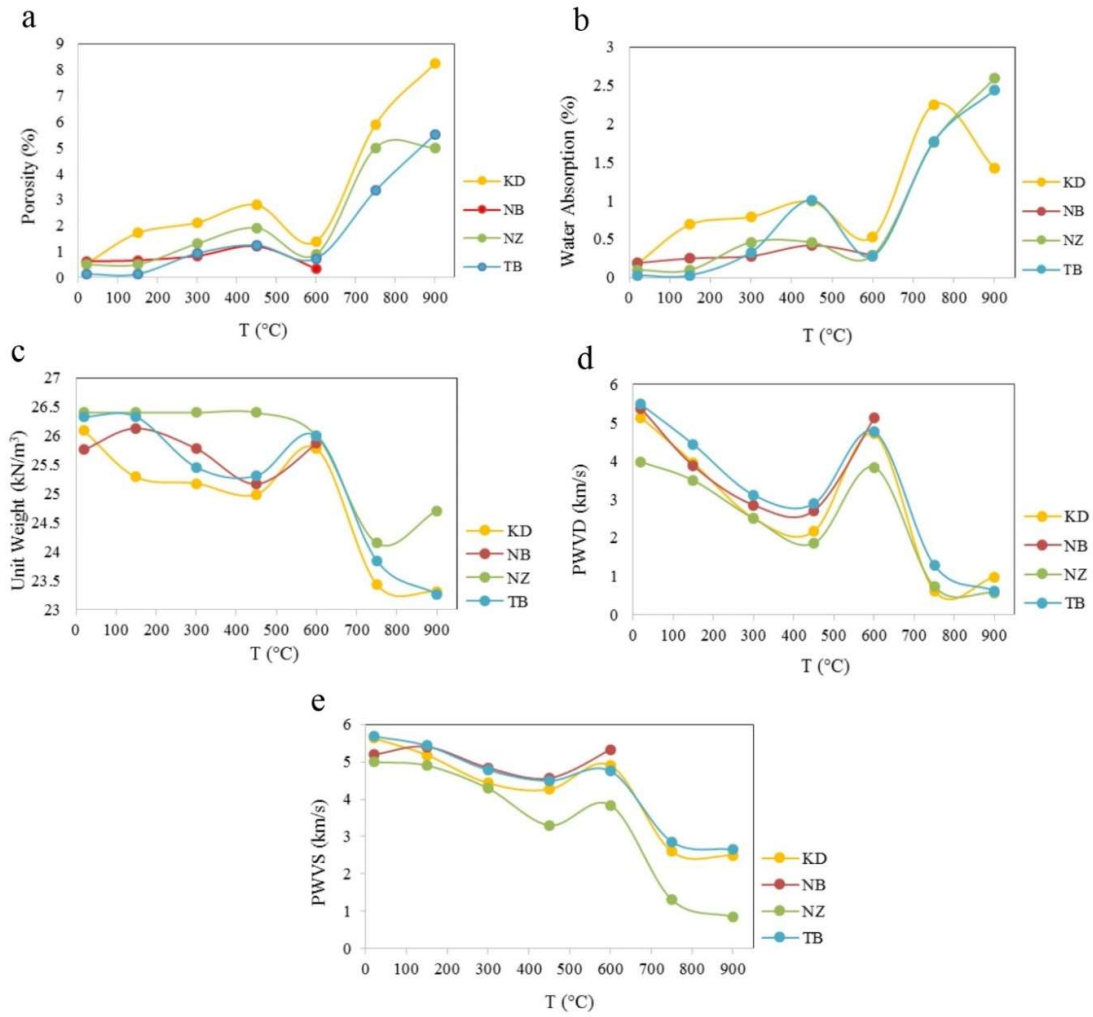 a
9
8
7
6
5
4
3
2
1
0
Porosity (%)
0 100 200 300 400 500 600 700 800 900
T (°C)
KD
NB
NZ
TB
b
3
2.5
2
1.5
1
0.5
0
Water Absorption (%)
0 100 200 300 400 500 600 700 800 900
T (°C)
KD
NB
NZ
TB
c
27
26.5
26
25.5
25
24.5
24
23.5
23
Unit Weight (kN/m³)
0 100 200 300 400 500 600 700 800 900
T (°C)
KD
NB
NZ
TB
d
6
5
4
3
2
1
0
PWVD (km/s)
0 100 200 300 400 500 600 700 800 900
T (°C)
KD
NB
NZ
TB
e
6
5
4
3
2
1
0
PWVS (km/s)
0 100 200 300 400 500 600 700 800 900
T (°C)
KD
NB
NZ
TB